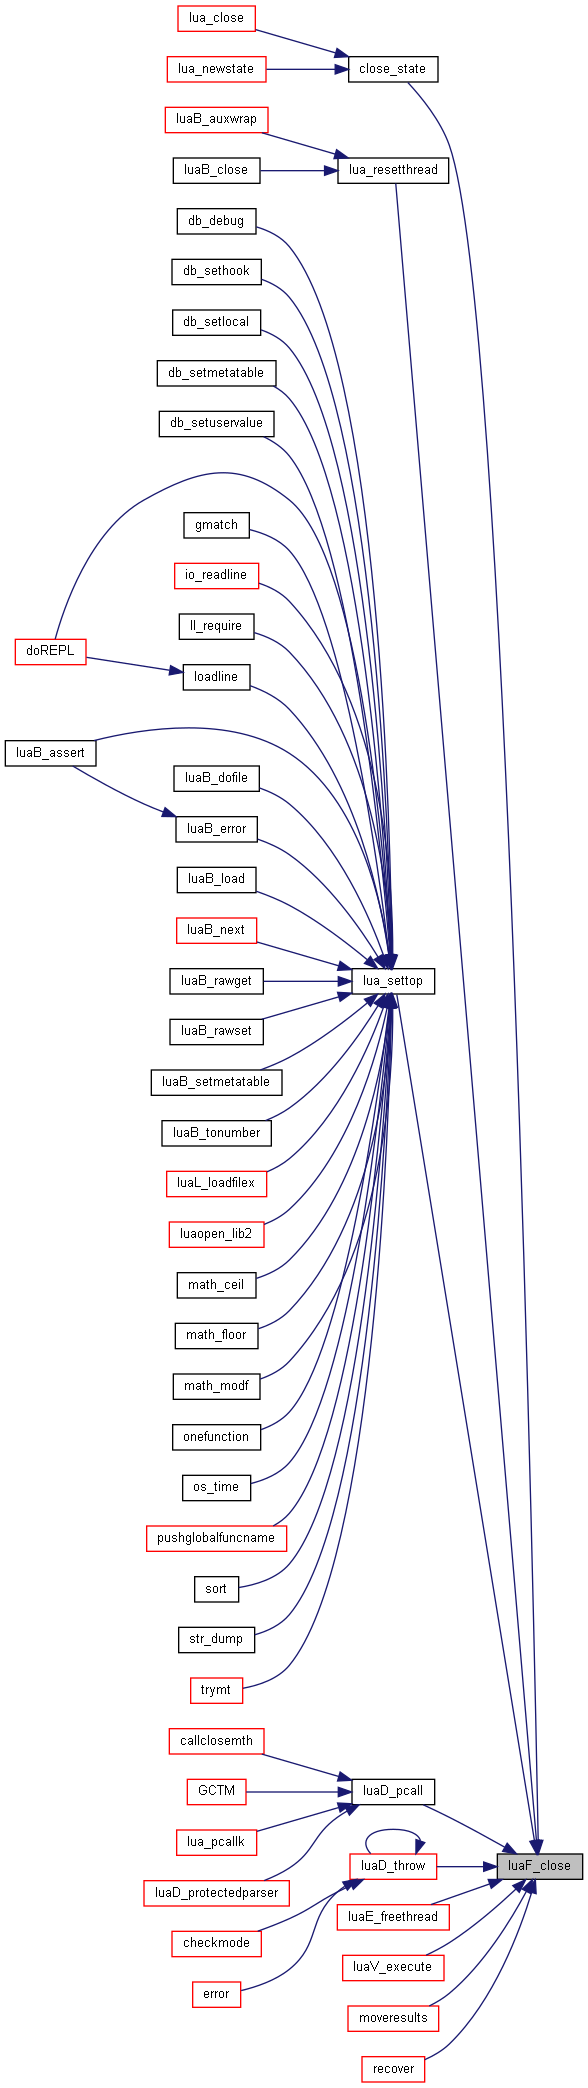 lua_close
lua_newstate
close_state
luaB_auxwrap
luaB_close
lua_resetthread
db_debug
db_sethook
db_setlocal
db_setmetatable
db_setuservalue
gmatch
io_readline
ll_require
doREPL
loadline
luaB_assert
luaB_dofile
luaB_error
luaB_load
luaB_next
lua_settop
luaB_rawget
luaB_rawset
luaB_setmetatable
luaB_tonumber
luaL_loadfilex
luaopen_lib2
math_ceil
math_floor
math_modf
onefunction
os_time
pushglobalfuncname
sort
str_dump
trymt
callclosemth
GCTM
luaD_pcall
lua_pcallk
luaD_throw
luaF_close
luaD_protectedparser
luaE_freethread
checkmode
luaV_execute
error
moveresults
recover